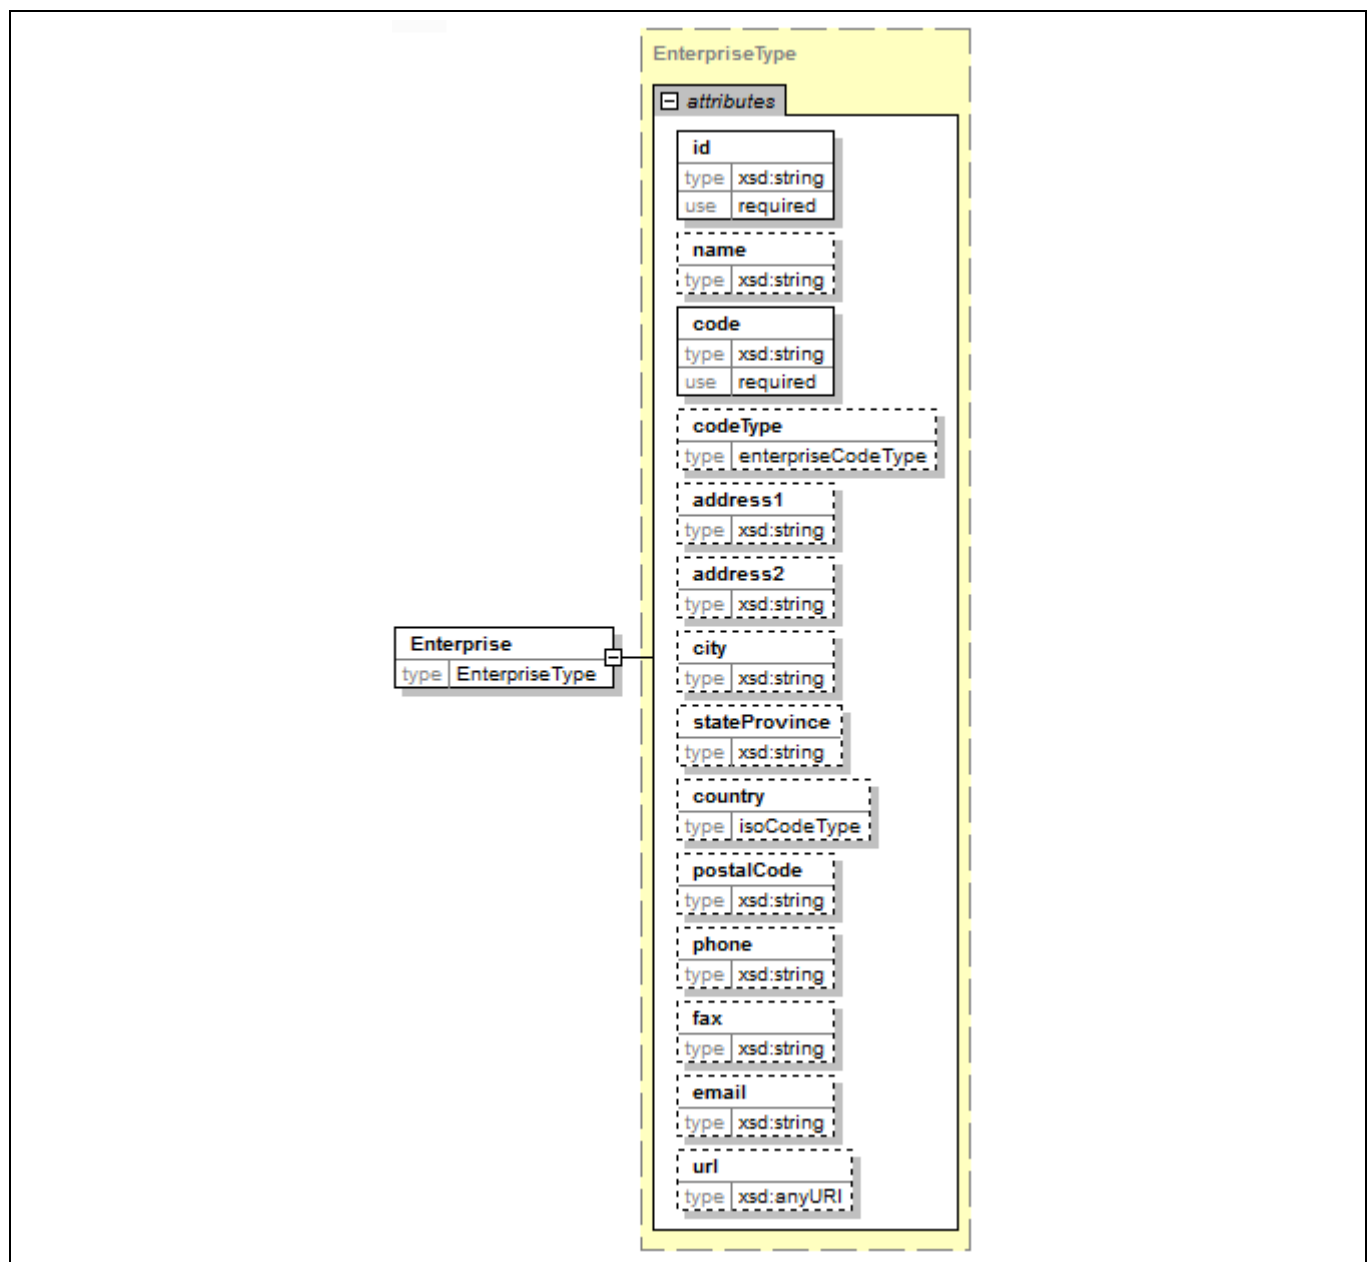 EnterpriseType
attributes
id
type xsd:string
use required
name
type xsd:string
code
type xsd:string
use required
codeType
type enterpriseCodeType
address1
type xsd:string
address2
type xsd:string
Enterprise
type EnterpriseType
city
type xsd:string
stateProvince
type xsd:string
country
type isoCodeType
postalCode
type xsd:string
phone
type xsd:string
fax
type xsd:string
email
type xsd:string
url
type xsd:anyURI